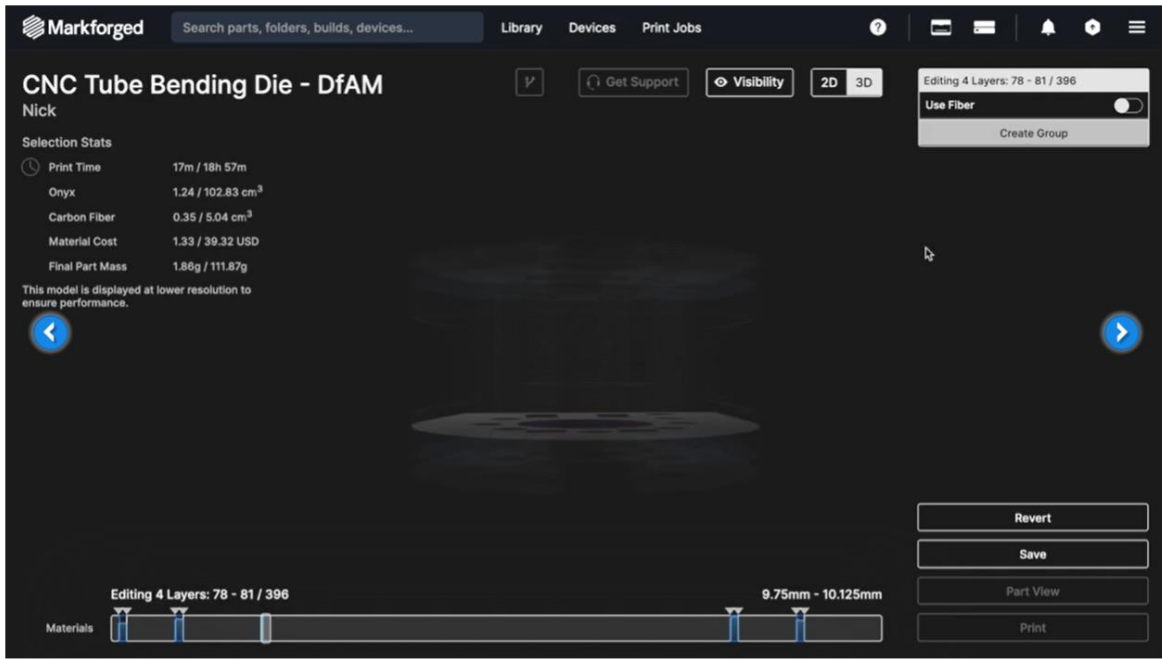 Markforged
Search parts, folders, builds, devices...
Library
Devices
Print Jobs
?
CNC Tube Bending Die - DfAM
Nick
Get Support
Visibility
2D
3D
Editing 4 Layers: 78 - 81 / 396
Use Fiber
Create Group
Selection Stats
Print Time 17m / 18h 57m
Onyx 1.24 / 102.83 cm³
Carbon Fiber 0.35 / 5.04 cm³
Material Cost 1.33 / 39.32 USD
Final Part Mass 1.86g / 111.87g
This model is displayed at lower resolution to
ensure performance.
Revert
Save
Part View
Print
Editing 4 Layers: 78 - 81 / 396
9.75mm - 10.125mm
Materials